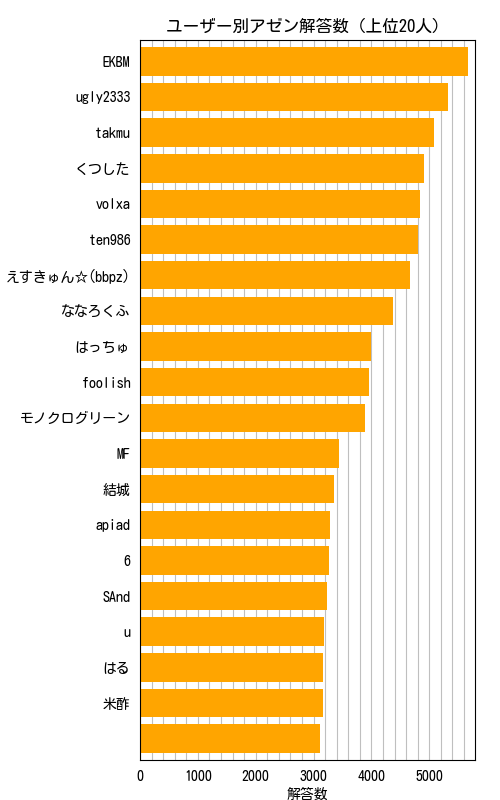 ユーザー別アゼン解答数 (上位20人)
EKBM
ugly2333
takmu
くつした
volxa
ten986
えすきゅん☆(bbpz)
ななろくふ
はっちゅ
foolish
モノクログリーン
MF
結城
apiad
6
SAnd
u
はる
米酢
0 1000 2000 3000 4000 5000
解答数